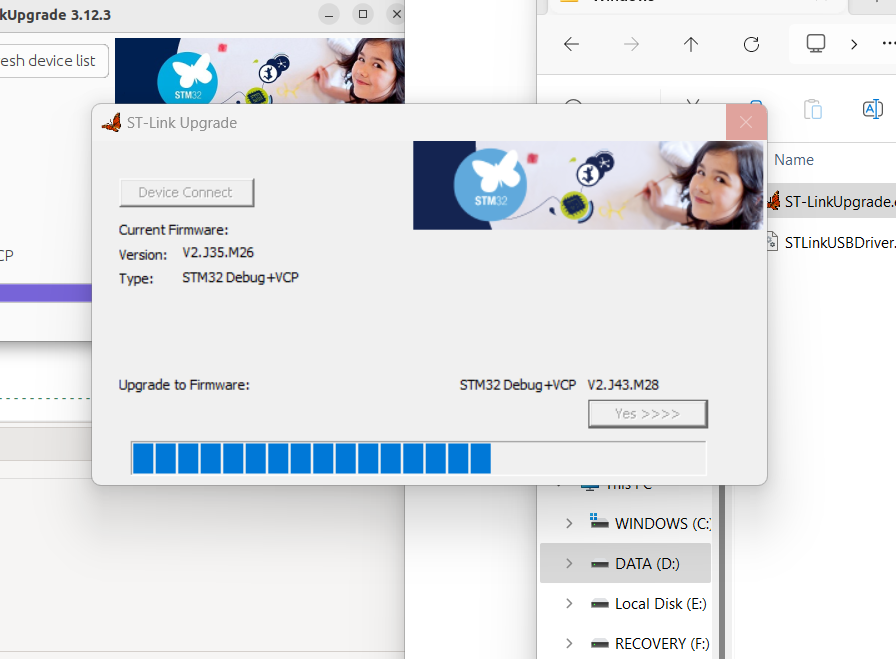 kUpgrade 3.12.3
esh device list
STM32
CP
ST-Link Upgrade
Device Connect
STM32
Current Firmware:
Version: V2.J35.M26
Type: STM32 Debug+VCP
Upgrade to Firmware: STM32 Debug+VCP V2.J43.M28
Yes >>>>
Name
ST-LinkUpgrade.
STLinkUSBDriver.
This PC
WINDOWS (C:)
DATA (D:)
Local Disk (E:)
RECOVERY (F:)